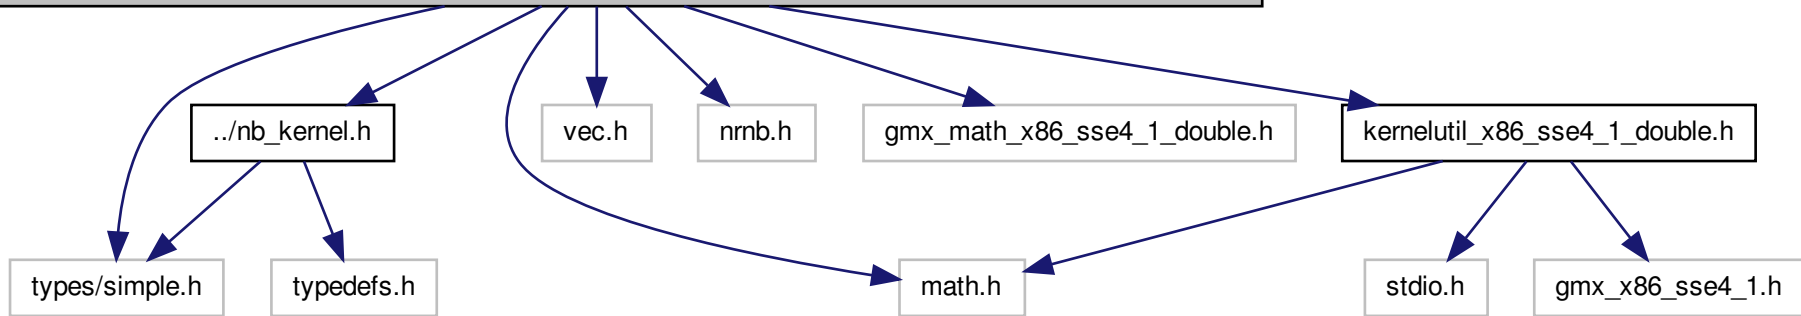 ../nb_kernel.h
vec.h
nrnb.h
gmx_math_x86_sse4_1_double.h
kernelutil_x86_sse4_1_double.h
types/simple.h
typedefs.h
math.h
stdio.h
gmx_x86_sse4_1.h